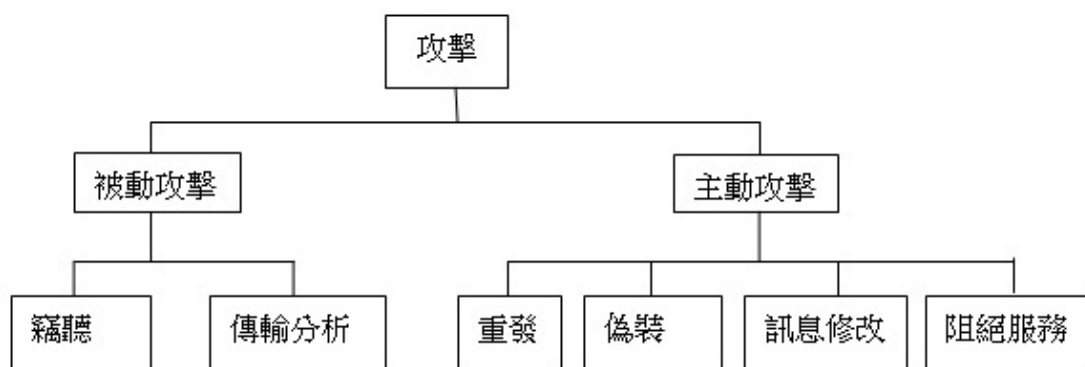 攻擊
被動攻擊
主動攻擊
竊聽
傳輸分析
重發
偽裝
訊息修改
阻絕服務